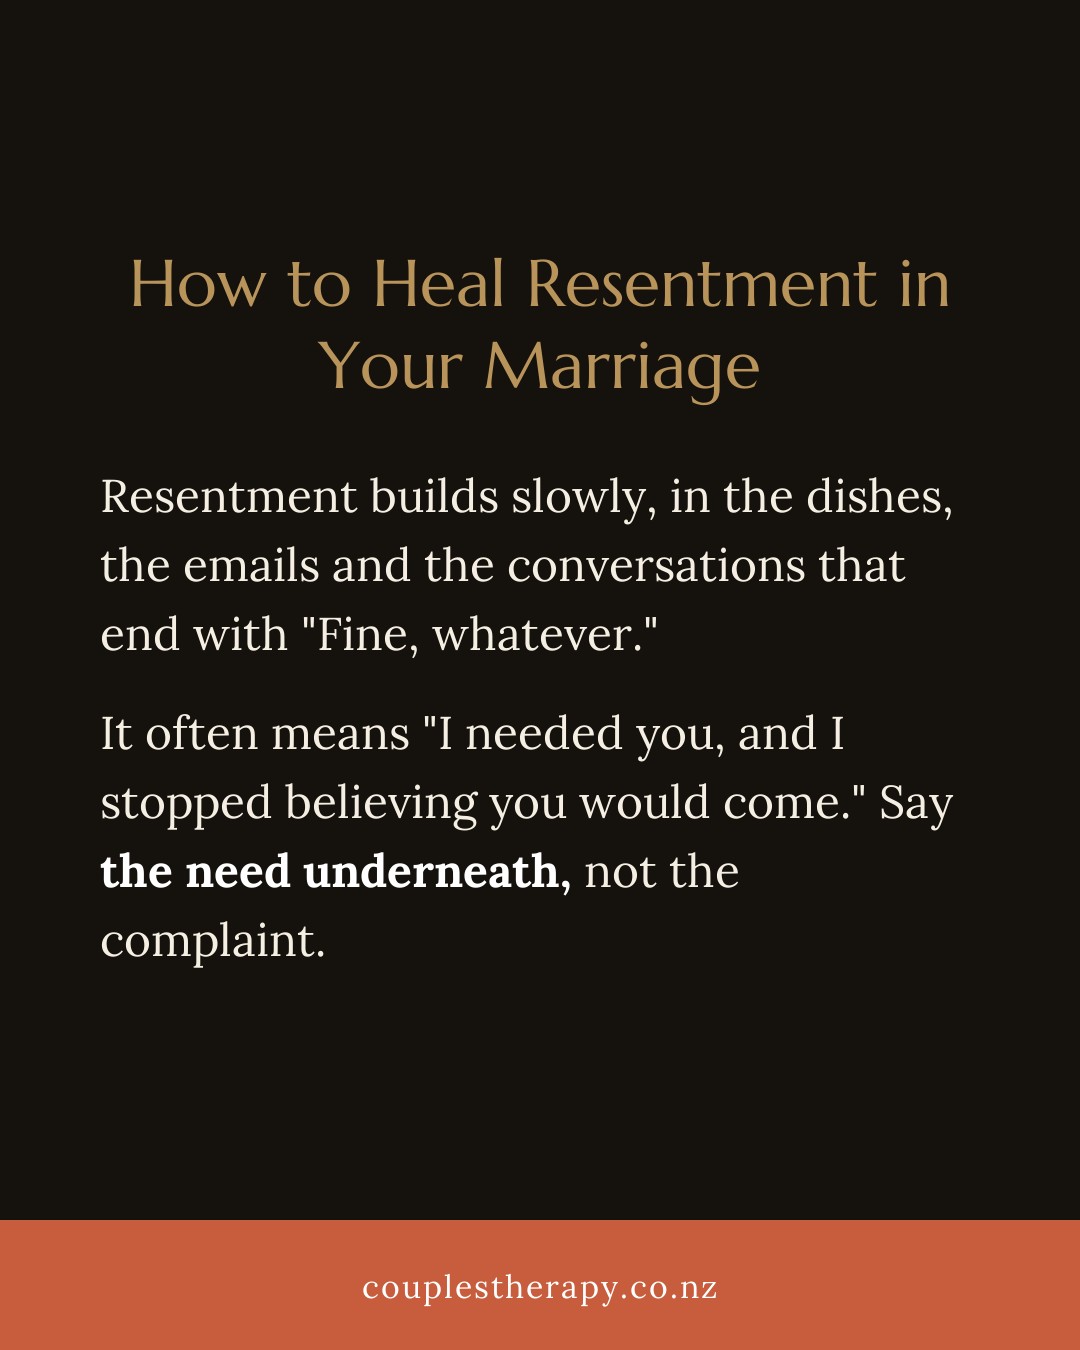 How to Heal Resentment in
Your Marriage
Resentment builds slowly, in the dishes,
the emails and the conversations that
end with "Fine, whatever."
It often means "I needed you, and I
stopped believing you would come." Say
the need underneath, not the
complaint.
couplestherapy.co.nz